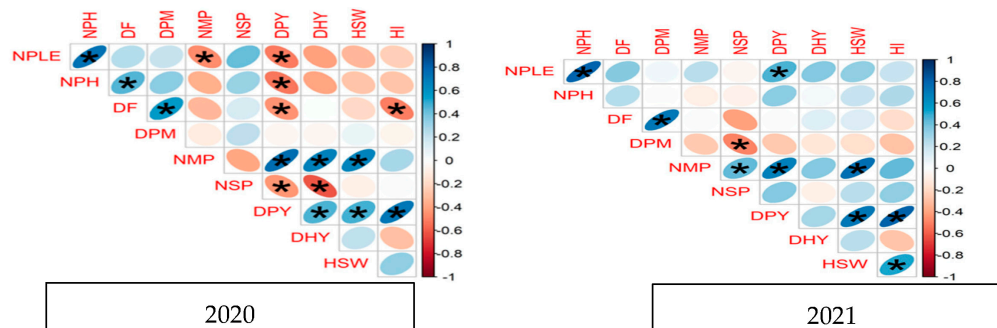 NPH DF DPM NMP NSP DPY DHY HSW HI
NPLE * * * 1
NPH * * 0.8
DF * * * 0.6
DPM 0.4
NMP * * * 0.2
NSP * * 0
DPY * * * -0.2
DHY -0.4
HSW -0.6
-0.8
-1
2020
NPH DF DPM NMP NSP DPY DHY HSW HI
NPLE * * 1
NPH 0.8
DF * 0.6
DPM * 0.4
NMP * * * 0.2
NSP 0
DPY * * -0.2
DHY -0.4
HSW * -0.6
-0.8
-1
2021